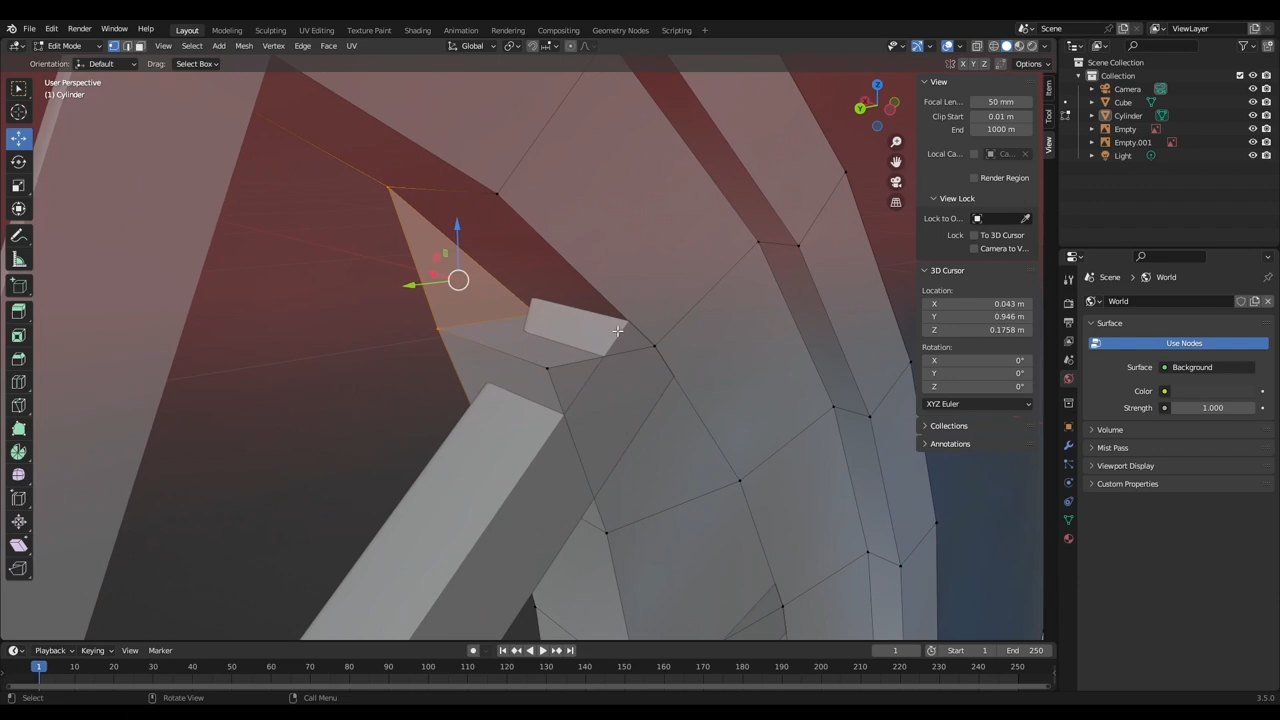 File Edit Render Window Help Layout Modeling Sculpting UV Editing Texture Paint Shading Animation Rendering Compositing Geometry Nodes Scripting + Scene ViewLayer
Edit Mode View Select Add Mesh Vertex Edge Face UV Global
Orientation: Default Drag: Select Box X Y Z Options
User Perspective
(1) Cylinder
Z
Y
View
Focal Len... 50 mm
Clip Start 0.01 m
End 1000 m
Local Ca... Ca...
Render Region
View Lock
Lock to O...
Lock To 3D Cursor
Camera to V...
3D Cursor
Location:
X 0.043 m
Y 0.946 m
Z 0.1758 m
Rotation:
X 0°
Y 0°
Z 0°
XYZ Euler
Collections
Annotations
Item
Tool
View
Scene Collection
Collection
Camera
Cube
Cylinder
Empty
Empty.001
Light
Scene World
World
Surface
Use Nodes
Surface Background
Color
Strength 1.000
Volume
Mist Pass
Viewport Display
Custom Properties
Playback Keying View Marker 1 Start 1 End 250
1 10 20 30 40 50 60 70 80 90 100 110 120 130 140 150 160 170 180 190 200 210 220 230 240 250
Select Rotate View Call Menu 3.5.0